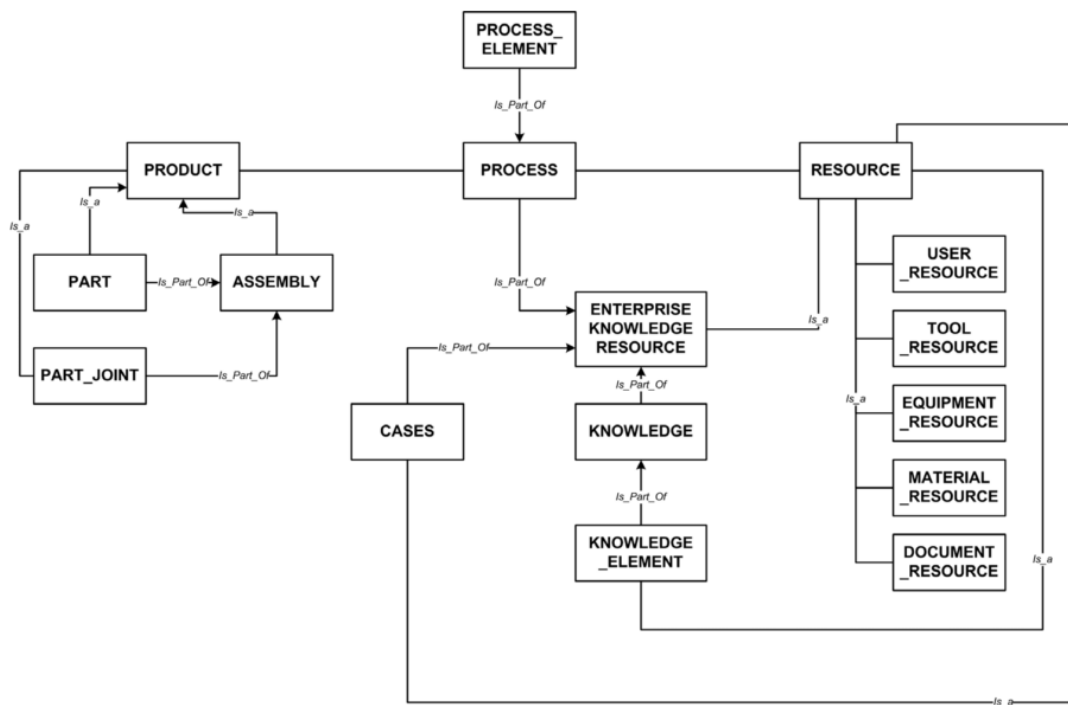 PROCESS_
ELEMENT
Is_Part_Of
PRODUCT
PROCESS
RESOURCE
Is_a
Is_a
Is_a
USER
_RESOURCE
PART
Is_Part_Of
ASSEMBLY
Is_Part_Of
ENTERPRISE
KNOWLEDGE
RESOURCE
Is_a
TOOL
_RESOURCE
Is_Part_Of
PART_JOINT
Is_Part_Of
Is_Part_Of
Is_a
EQUIPMENT
_RESOURCE
CASES
KNOWLEDGE
Is_Part_Of
MATERIAL
_RESOURCE
KNOWLEDGE
_ELEMENT
DOCUMENT
_RESOURCE
Is_a
Is_a